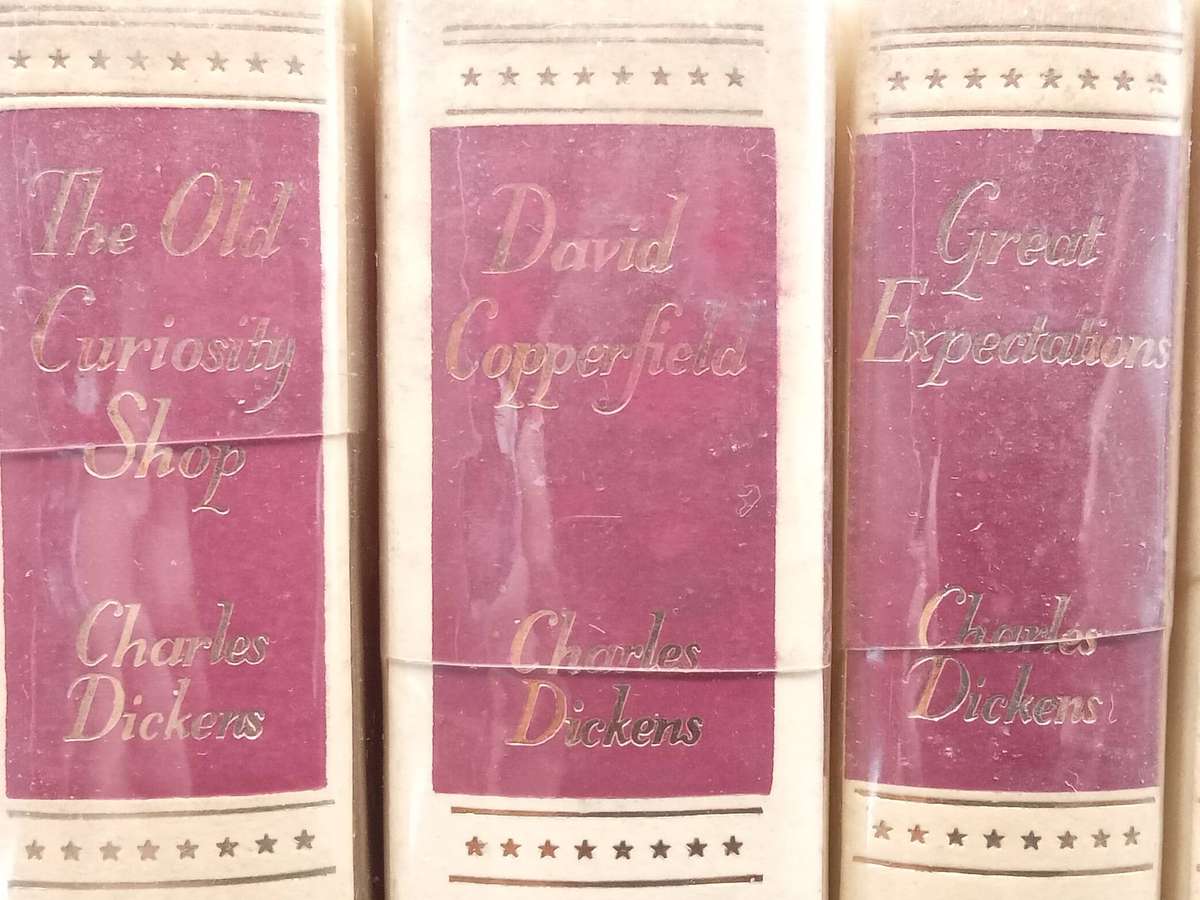 The Old
Curiosity
Shop
Charles
Dickens
David
Copperfield
Charles
Dickens
Great
Expectations
Charles
Dickens